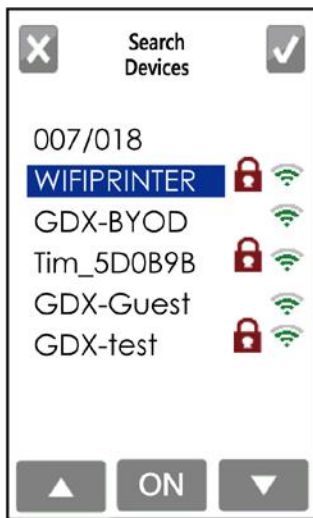 Search
Devices
007/018
WIFIPRINTER
GDX-BYOD
Tim_5D0B9B
GDX-Guest
GDX-test
ON